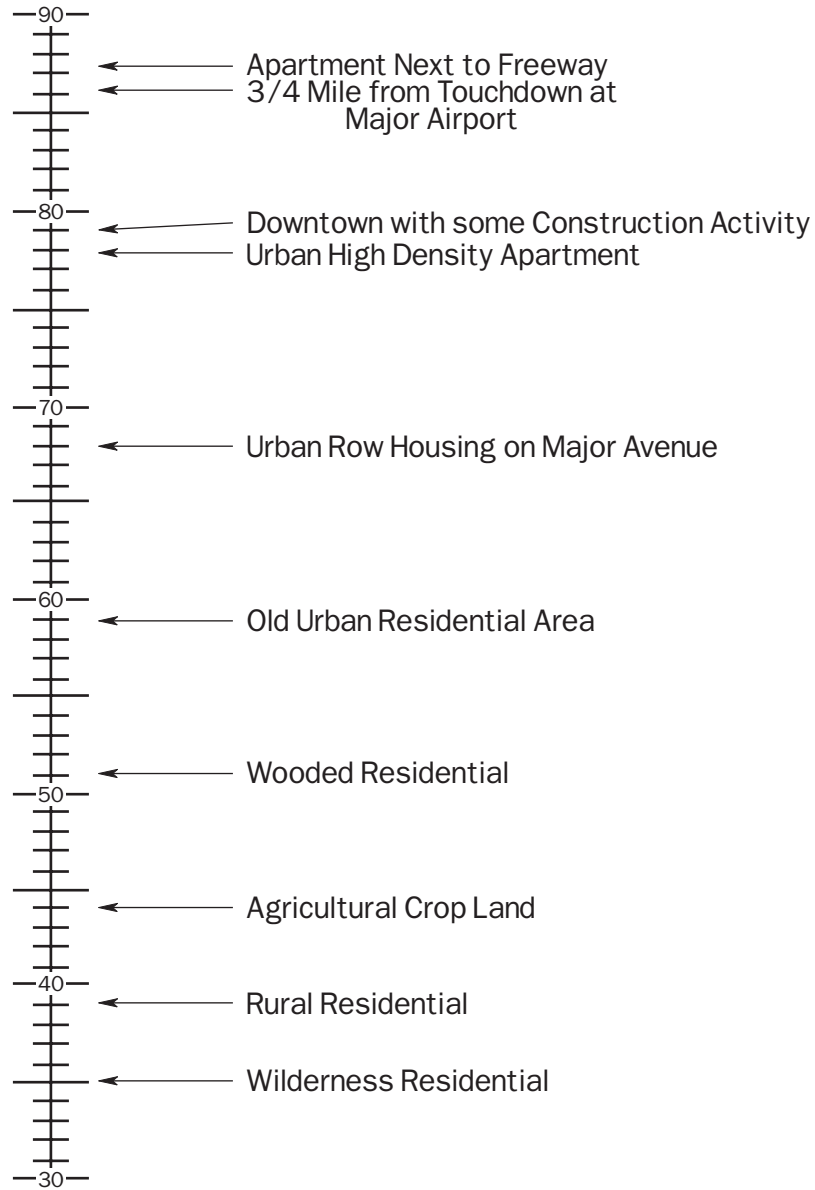 90
Apartment Next to Freeway
3/4 Mile from Touchdown at
Major Airport
80
Downtown with some Construction Activity
Urban High Density Apartment
70
Urban Row Housing on Major Avenue
60
Old Urban Residential Area
Wooded Residential
50
Agricultural Crop Land
40
Rural Residential
Wilderness Residential
30